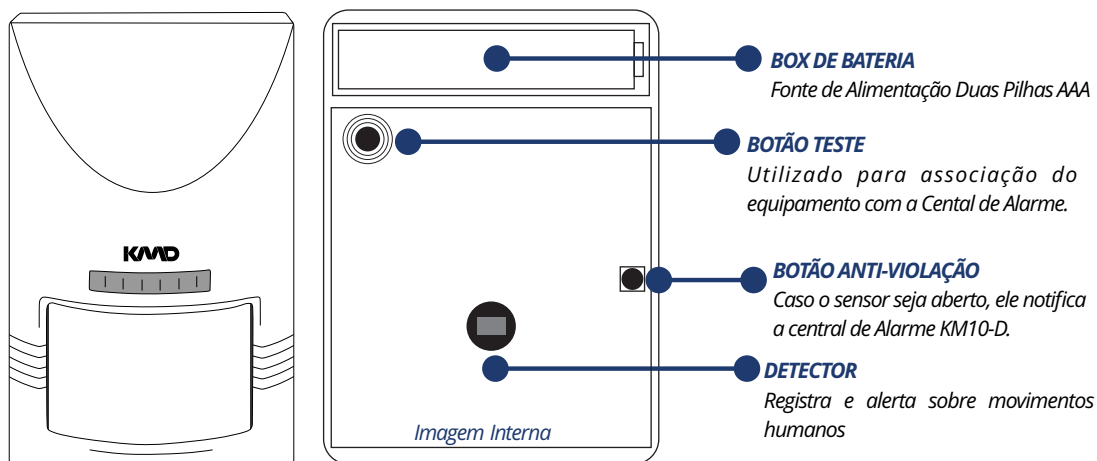 KMD
BOX DE BATERIA
Fonte de Alimentação Duas Pilhas AAA
BOTÃO TESTE
Utilizado para associação do
equipamento com a Cental de Alarme.
BOTÃO ANTI-VIOLAÇÃO
Caso o sensor seja aberto, ele notifica
a central de Alarme KM10-D.
DETECTOR
Registra e alerta sobre movimentos
humanos
Imagem Interna